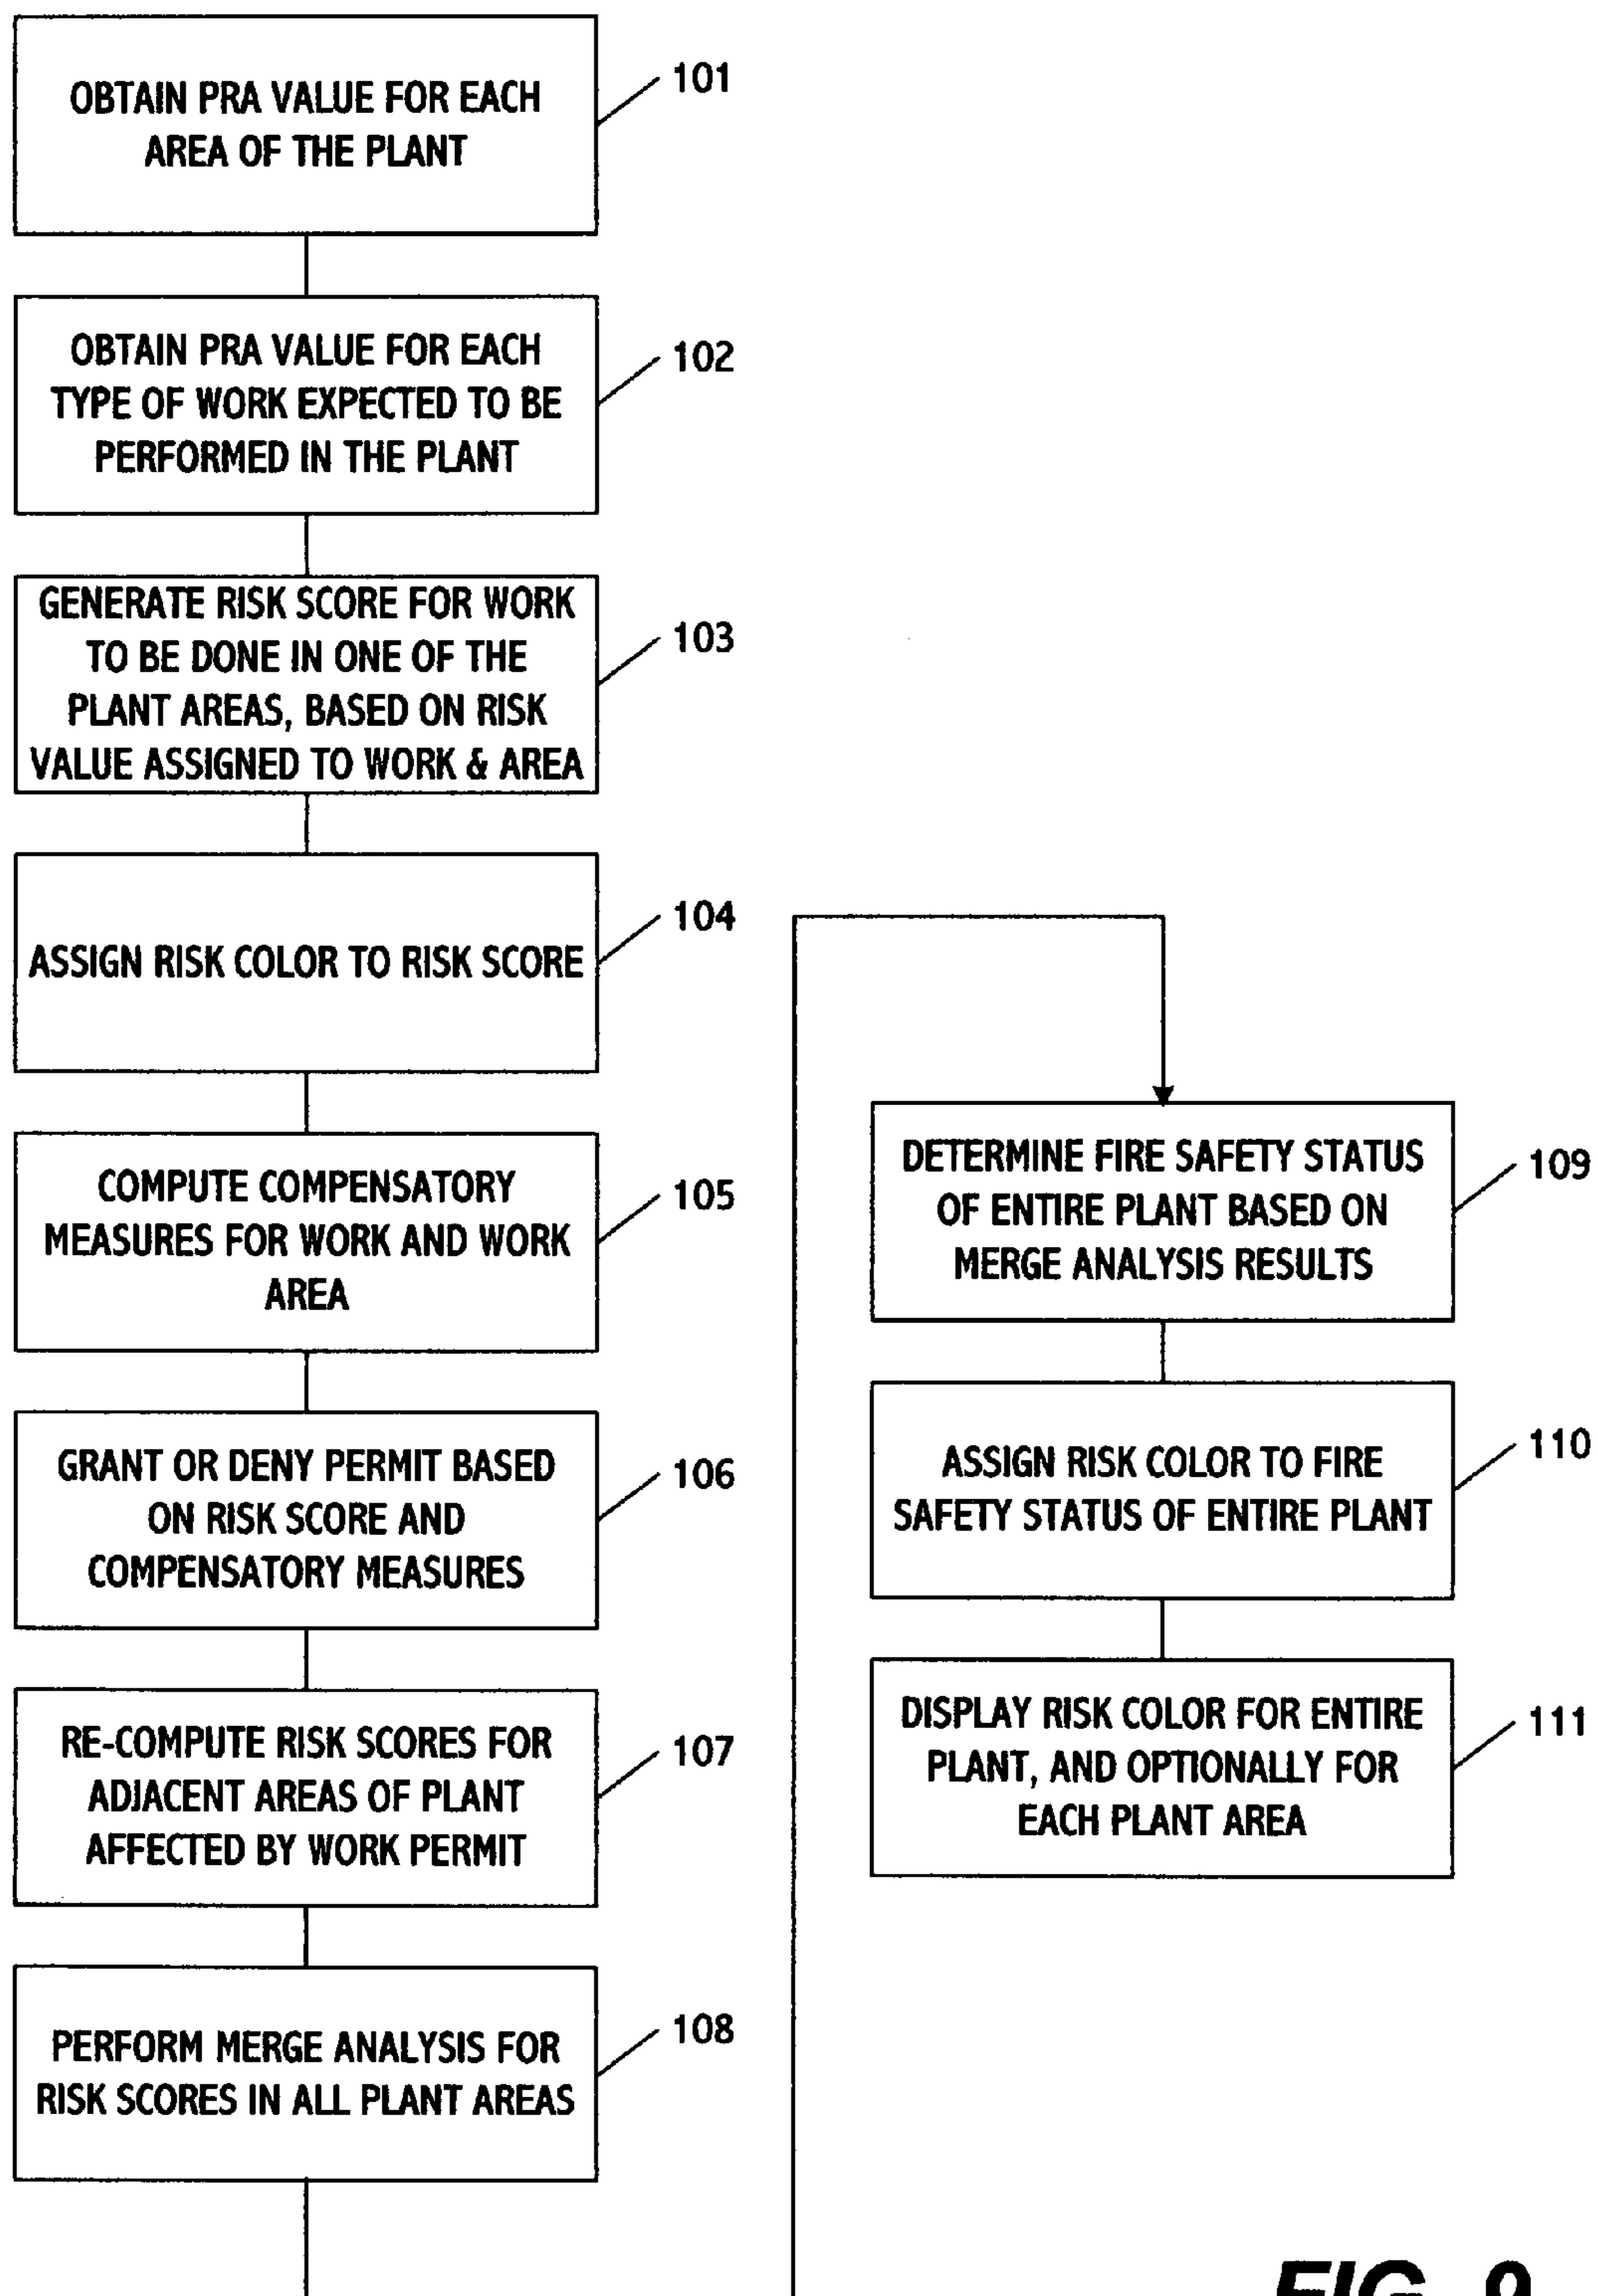 OBTAIN PRA VALUE FOR EACH
AREA OF THE PLANT
101
OBTAIN PRA VALUE FOR EACH
TYPE OF WORK EXPECTED TO BE
PERFORMED IN THE PLANT
102
GENERATE RISK SCORE FOR WORK
TO BE DONE IN ONE OF THE
PLANT AREAS, BASED ON RISK
VALUE ASSIGNED TO WORK & AREA
103
ASSIGN RISK COLOR TO RISK SCORE
104
COMPUTE COMPENSATORY
MEASURES FOR WORK AND WORK
AREA
105
GRANT OR DENY PERMIT BASED
ON RISK SCORE AND
COMPENSATORY MEASURES
106
RE-COMPUTE RISK SCORES FOR
ADJACENT AREAS OF PLANT
AFFECTED BY WORK PERMIT
107
PERFORM MERGE ANALYSIS FOR
RISK SCORES IN ALL PLANT AREAS
108
DETERMINE FIRE SAFETY STATUS
OF ENTIRE PLANT BASED ON
MERGE ANALYSIS RESULTS
109
ASSIGN RISK COLOR TO FIRE
SAFETY STATUS OF ENTIRE PLANT
110
DISPLAY RISK COLOR FOR ENTIRE
PLANT, AND OPTIONALLY FOR
EACH PLANT AREA
111
FIG. 9